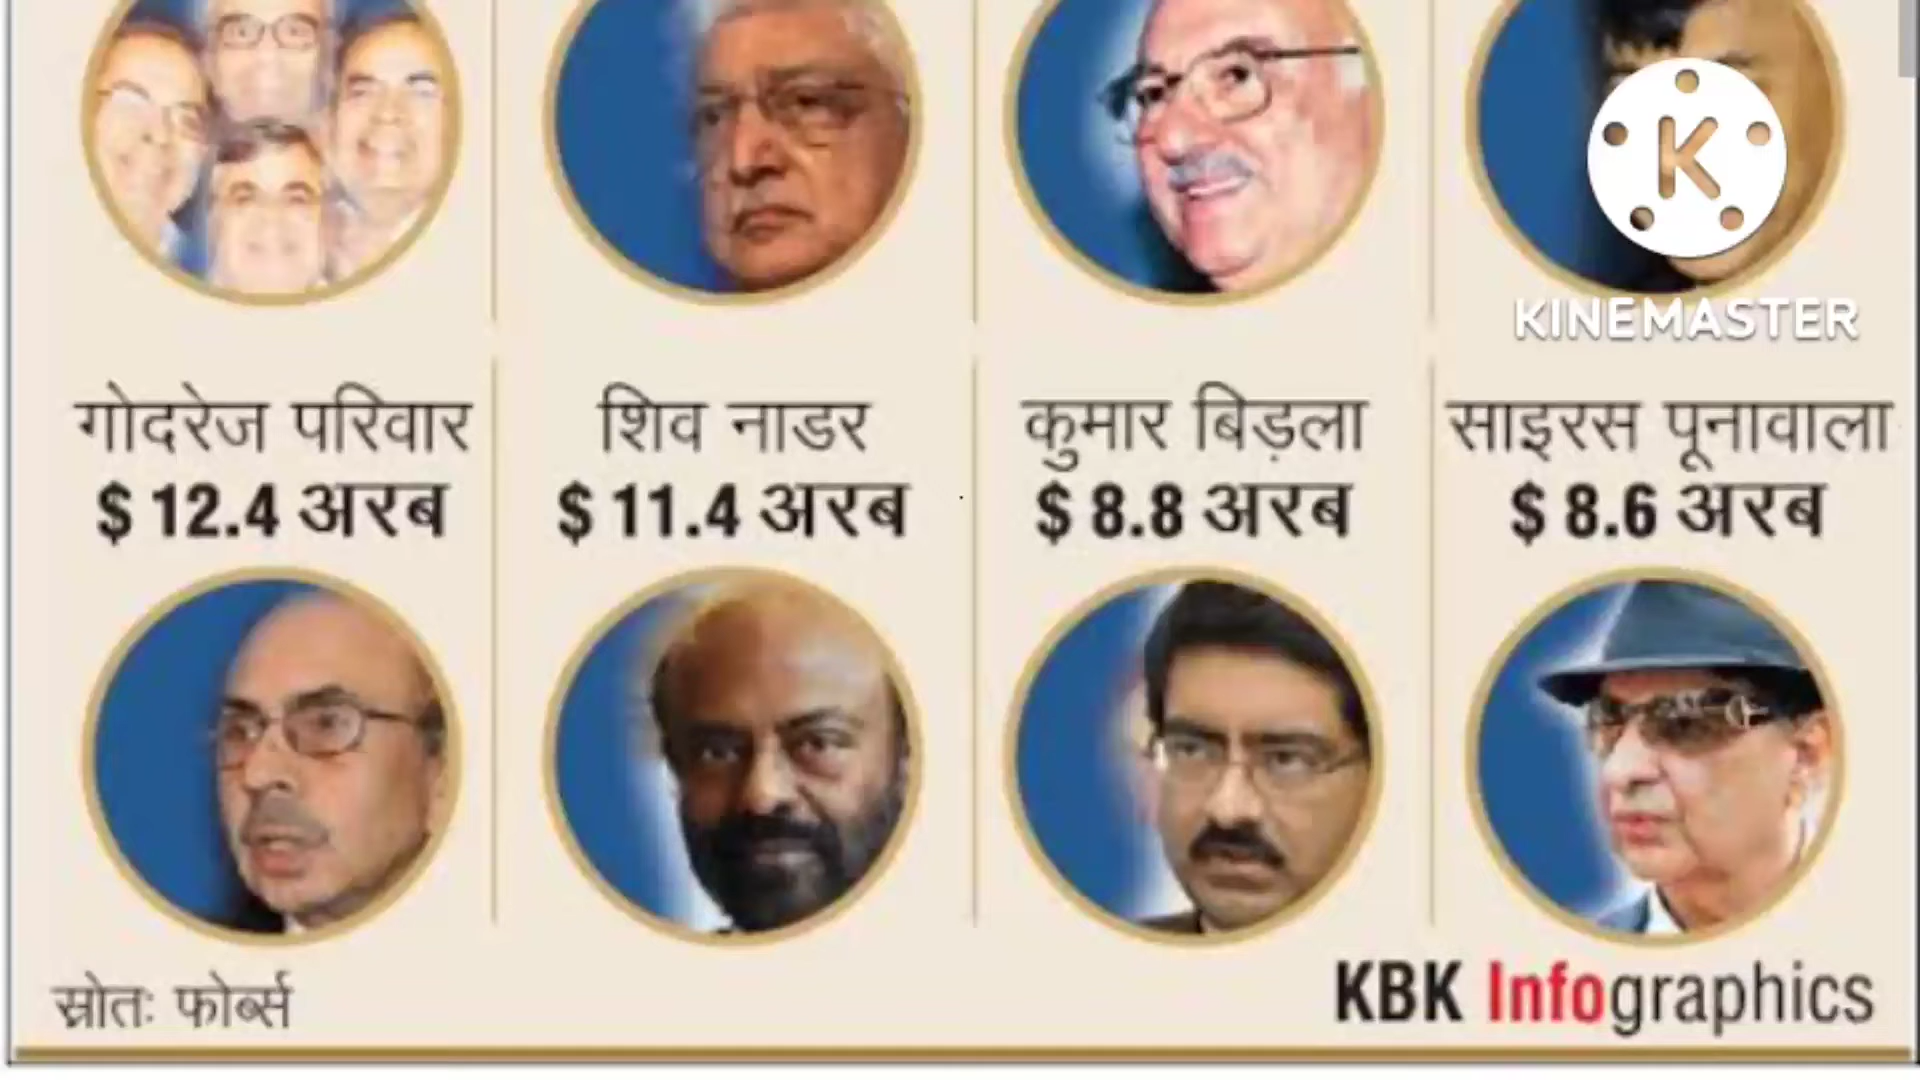 K
KINEMASTER
गोदरेज परिवार
$ 12.4 अरब
शिव नाडर
$ 11.4 अरब
कुमार बिड़ला
$ 8.8 अरब
साइरस पूनावाला
$ 8.6 अरब
स्रोतः फोर्ब्स
KBK Infographics